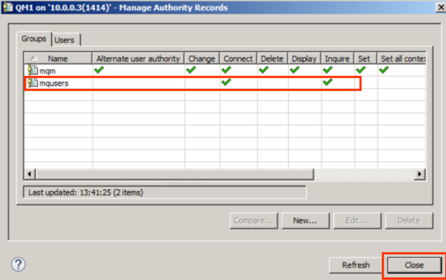 QM1 on '10.0.0.3(1414)' - Manage Authority Records
Groups Users
Name Alternate user authority Change Connect Delete Display Inquire Set Set all contex
mqm
mqusers
Last updated: 13:41:25 (2 items)
Compare... New... Edit... Delete
Refresh Close